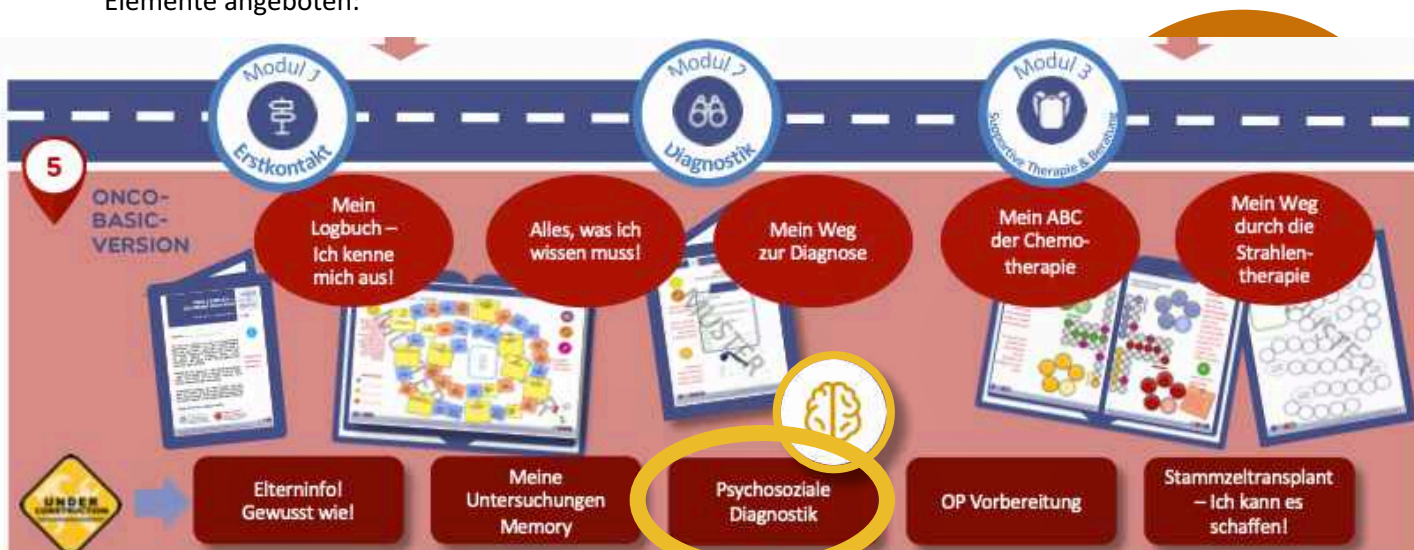 Elemente angeboten:
Modul 1
Erstkontakt
Modul 2
Diagnostik
Modul 3
Supportive Therapie & Beratung
5
ONCO-
BASIC-
VERSION
Mein
Logbuch –
Ich kenne
mich aus!
Alles, was ich
wissen muss!
Mein Weg
zur Diagnose
Mein ABC
der Chemo-
therapie
Mein Weg
durch die
Strahlen-
therapie
MUSTER
UNDER
CONSTRUCTION
Elterninfo!
Gewusst wie!
Meine
Untersuchungen
Memory
Psychosoziale
Diagnostik
OP Vorbereitung
Stammzeltransplant
– Ich kann es
schaffen!